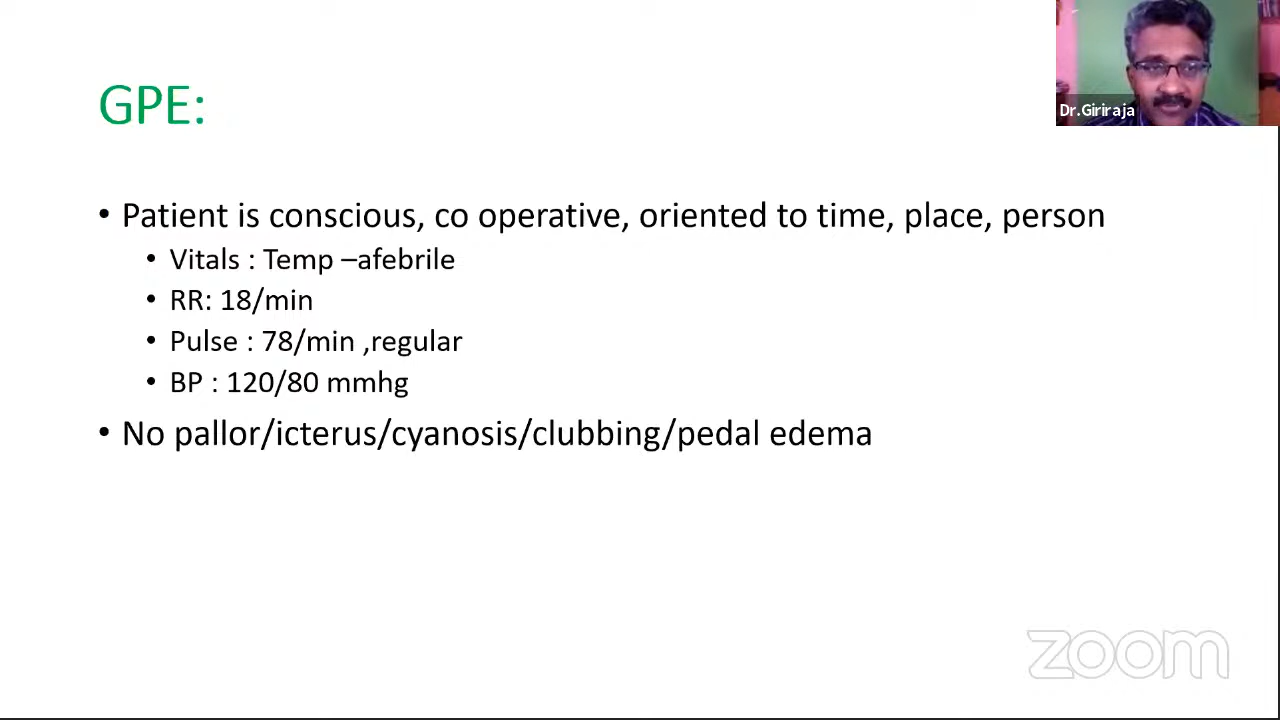 GPE:
Dr.Giriraja
• Patient is conscious, co operative, oriented to time, place, person
• Vitals : Temp –afebrile
• RR: 18/min
• Pulse : 78/min ,regular
• BP : 120/80 mmhg
• No pallor/icterus/cyanosis/clubbing/pedal edema
zoom